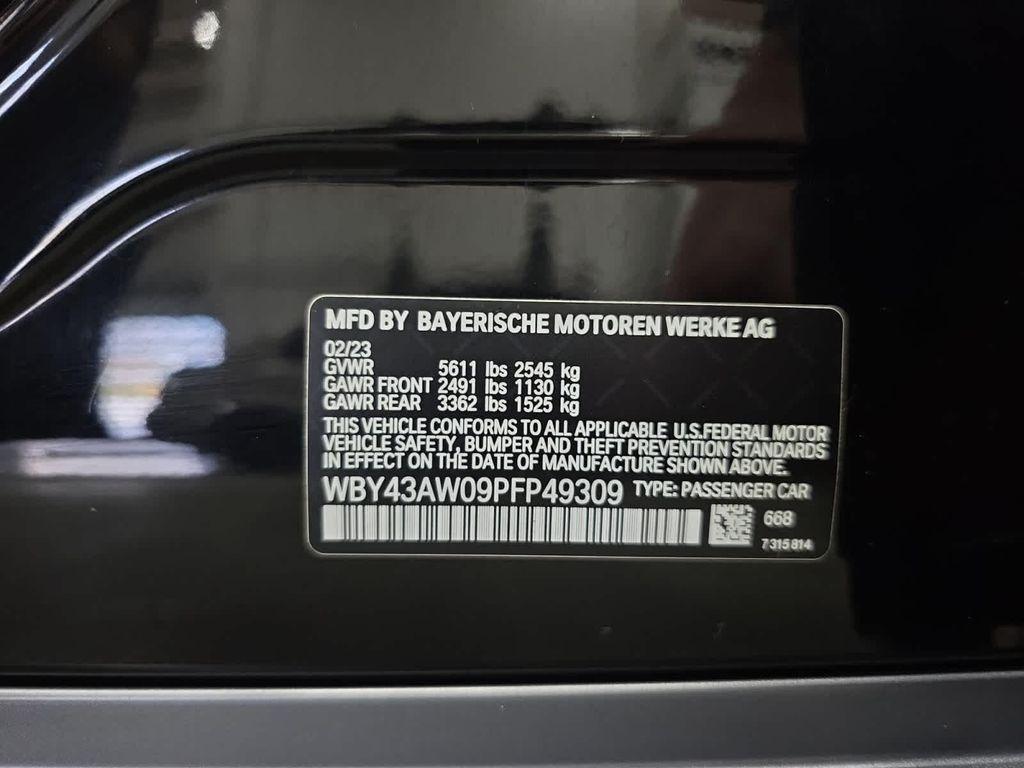 MFD BY BAYERISCHE MOTOREN WERKE AG
02/23
GVWR 5611 lbs 2545 kg
GAWR FRONT 2491 lbs 1130 kg
GAWR REAR 3362 lbs 1525 kg
THIS VEHICLE CONFORMS TO ALL APPLICABLE U.S.FEDERAL MOTOR
VEHICLE SAFETY, BUMPER AND THEFT PREVENTION STANDARDS
IN EFFECT ON THE DATE OF MANUFACTURE SHOWN ABOVE.
WBY43AW09PFP49309 TYPE: PASSENGER CAR
668
7 315 814